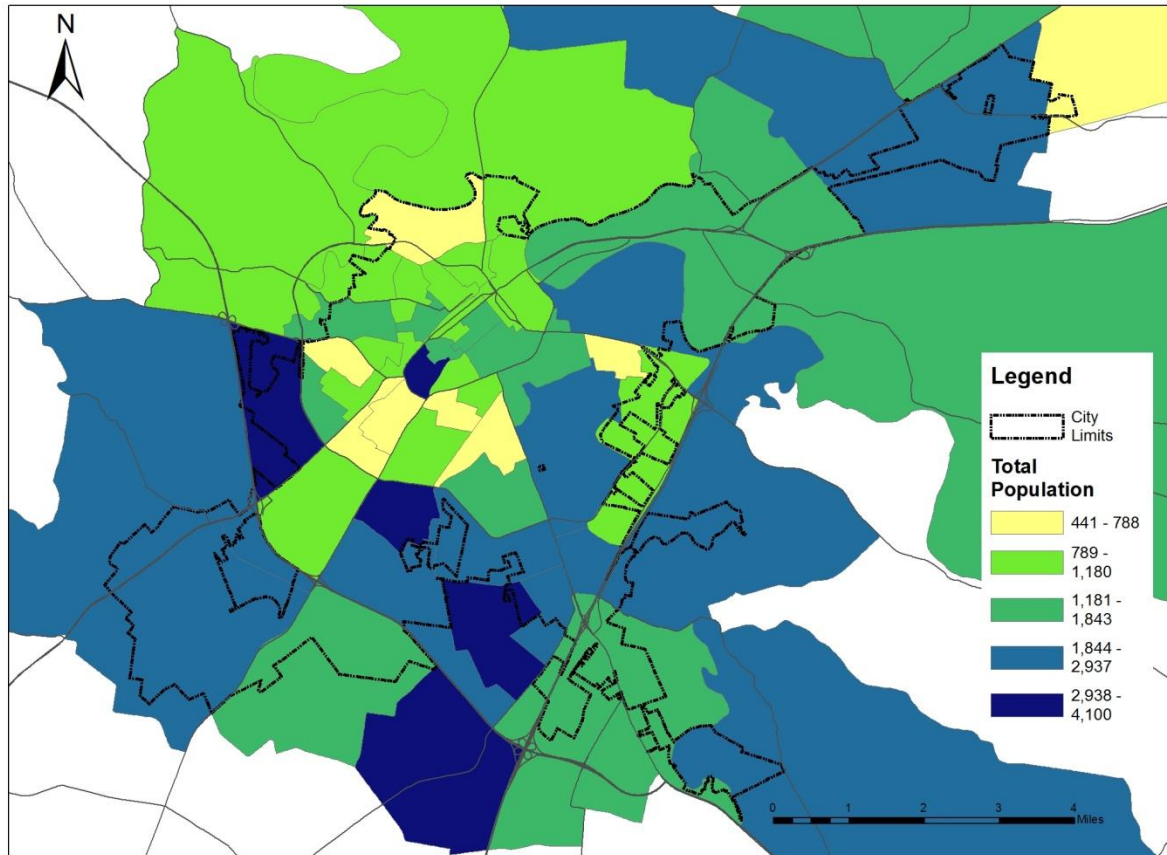 N
Legend
City
Limits
Total
Population
441 - 788
789 -
1,180
1,181 -
1,843
1,844 -
2,937
2,938 -
4,100
0 1 2 3 4
Miles